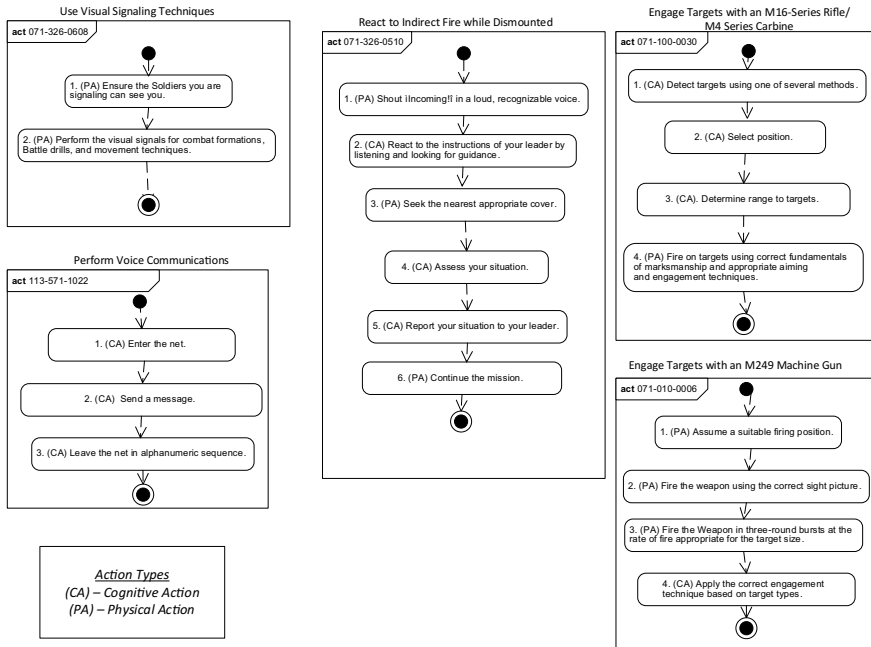 Use Visual Signaling Techniques
act 071-326-0608
1. (PA) Ensure the Soldiers you are
signaling can see you.
2. (PA) Perform the visual signals for combat formations,
Battle drills, and movement techniques.
Perform Voice Communications
act 113-571-1022
1. (CA) Enter the net.
2. (CA) Send a message.
3. (CA) Leave the net in alphanumeric sequence.
Action Types
(CA) – Cognitive Action
(PA) – Physical Action
React to Indirect Fire while Dismounted
act 071-326-0510
1. (PA) Shout ìIncoming!î in a loud, recognizable voice.
2. (CA) React to the instructions of your leader by
listening and looking for guidance.
3. (PA) Seek the nearest appropriate cover.
4. (CA) Assess your situation.
5. (CA) Report your situation to your leader.
6. (PA) Continue the mission.
Engage Targets with an M16-Series Rifle/
M4 Series Carbine
act 071-100-0030
1. (CA) Detect targets using one of several methods.
2. (CA) Select position.
3. (CA). Determine range to targets.
4. (PA) Fire on targets using correct fundamentals
of marksmanship and appropriate aiming
and engagement techniques.
Engage Targets with an M249 Machine Gun
act 071-010-0006
1. (PA) Assume a suitable firing position.
2. (PA) Fire the weapon using the correct sight picture.
3. (PA) Fire the Weapon in three-round bursts at the
rate of fire appropriate for the target size.
4. (CA) Apply the correct engagement
technique based on target types.